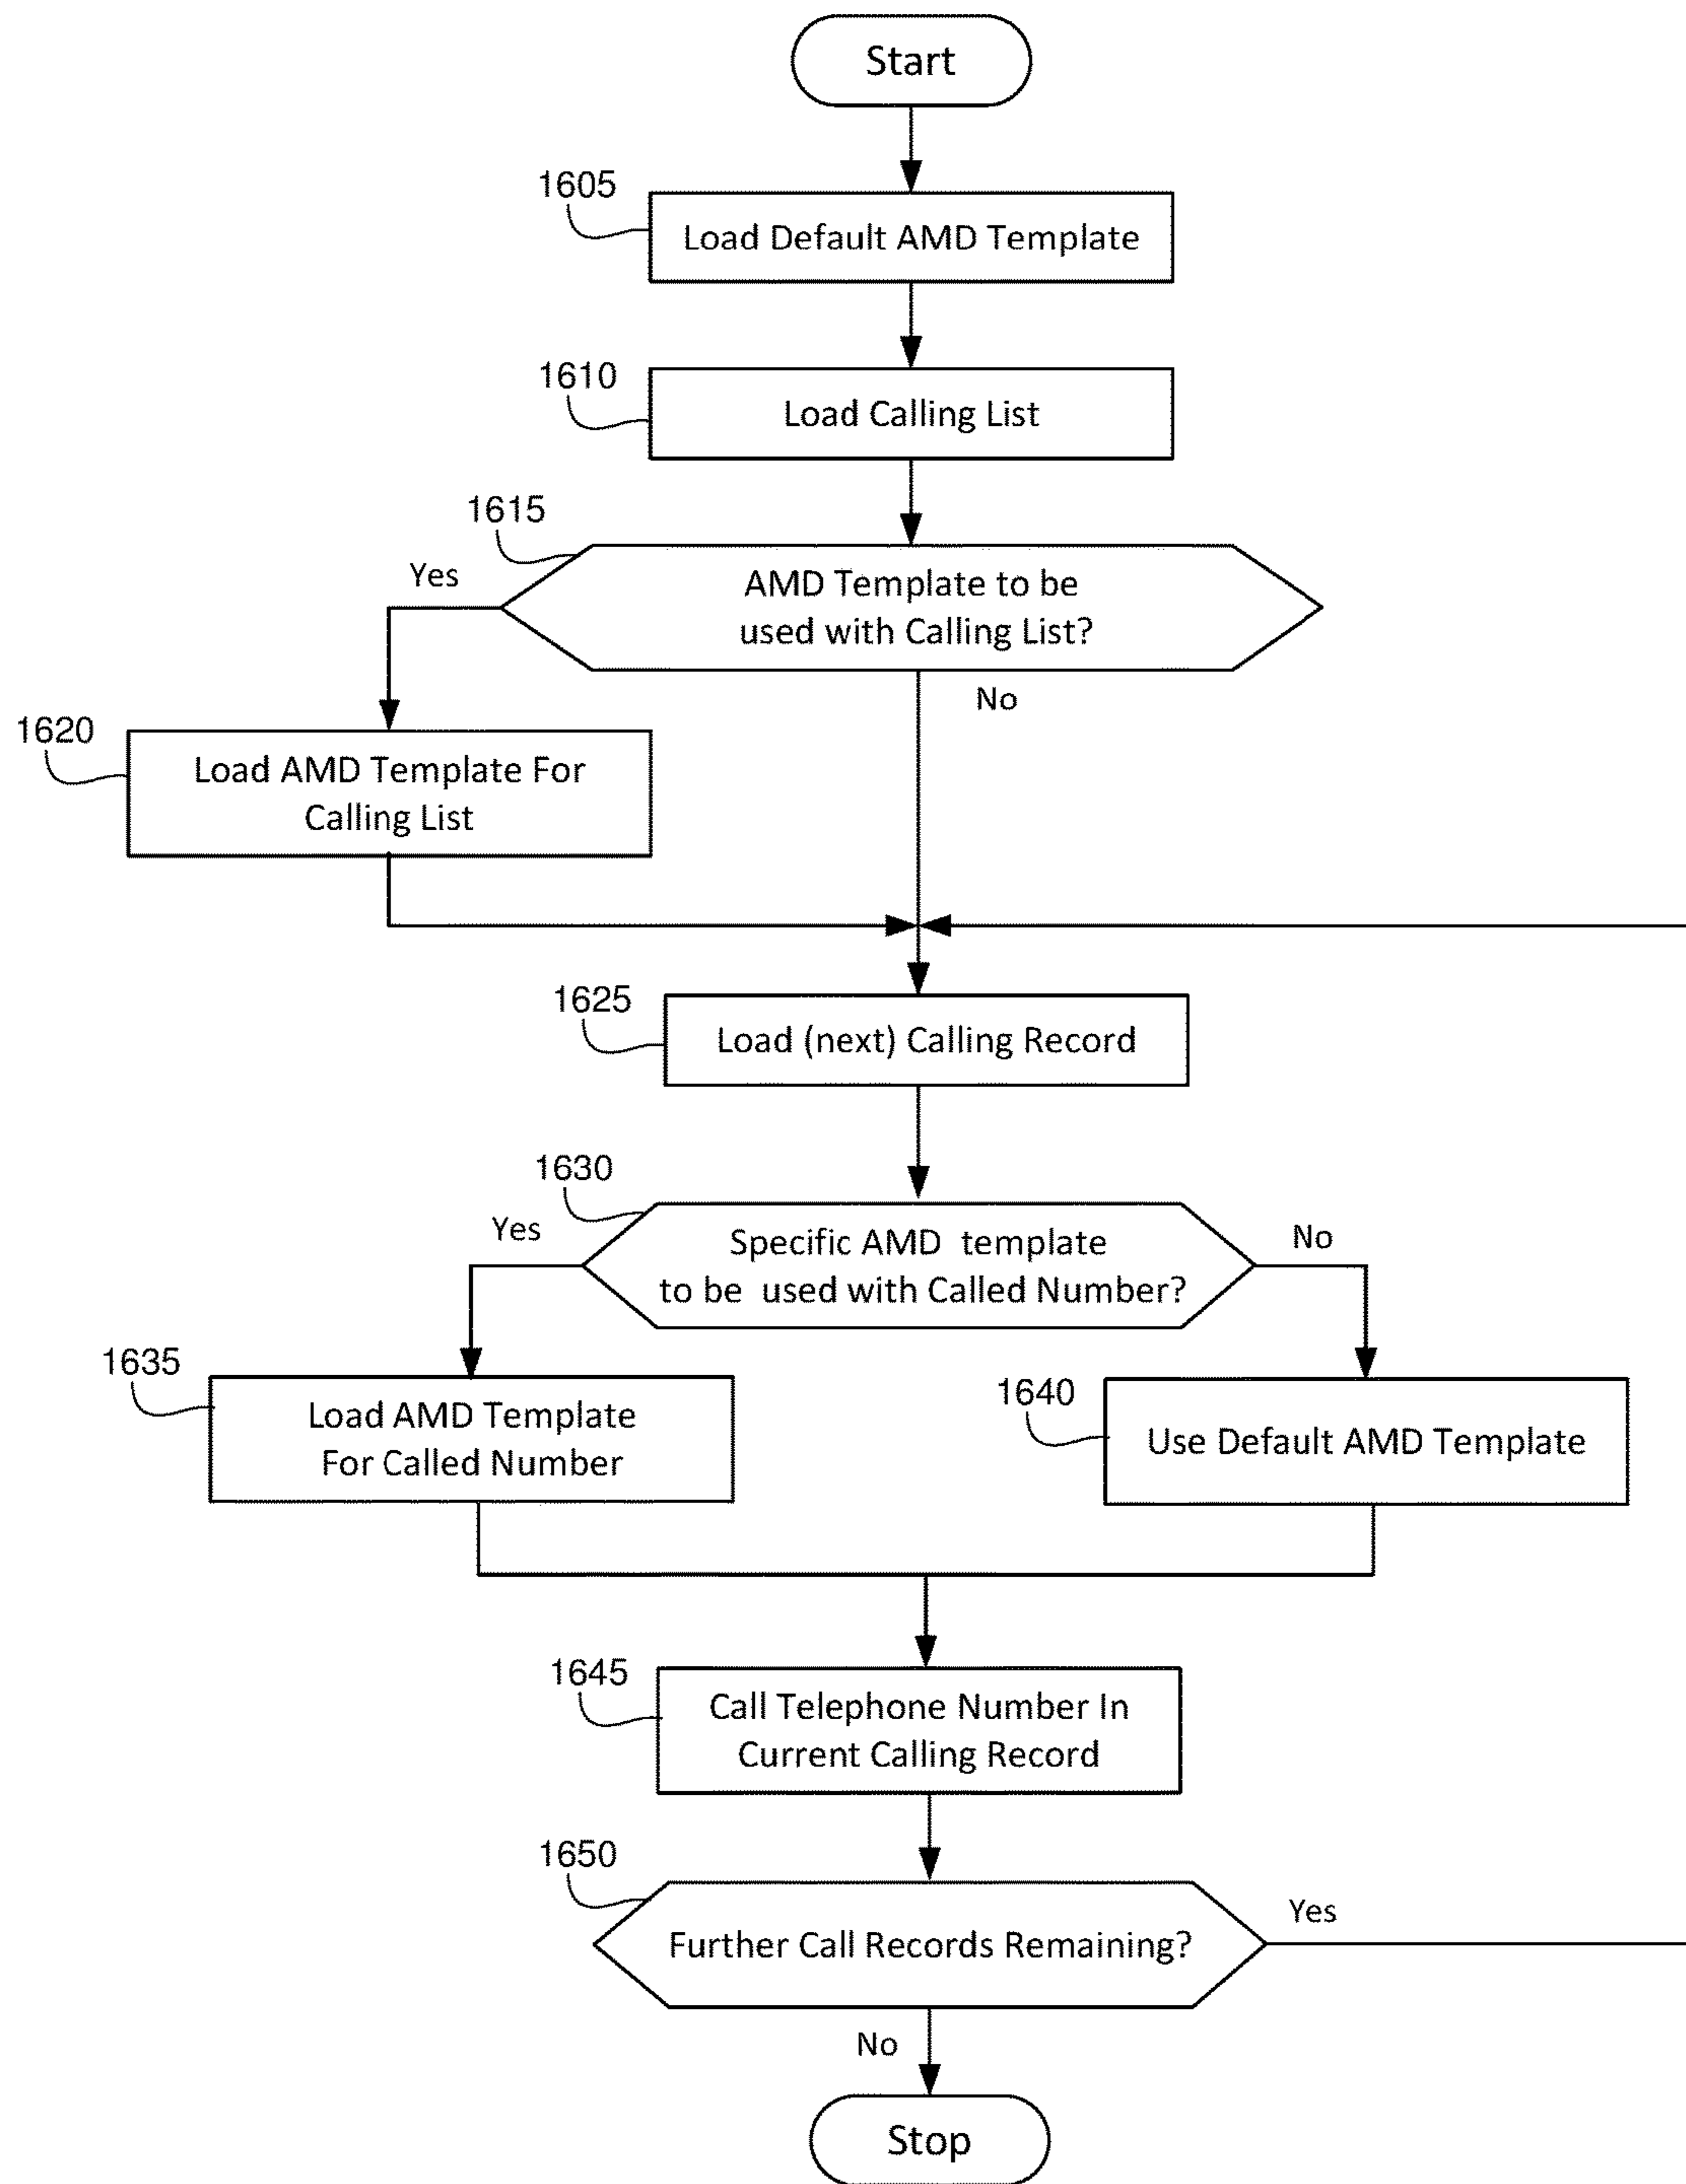 Start
1605
Load Default AMD Template
1610
Load Calling List
1615
Yes
AMD Template to be
used with Calling List?
No
1620
Load AMD Template For
Calling List
1625
Load (next) Calling Record
1630
Yes
Specific AMD template
to be used with Called Number?
No
1635
Load AMD Template
For Called Number
1640
Use Default AMD Template
1645
Call Telephone Number In
Current Calling Record
1650
Further Call Records Remaining?
Yes
No
Stop